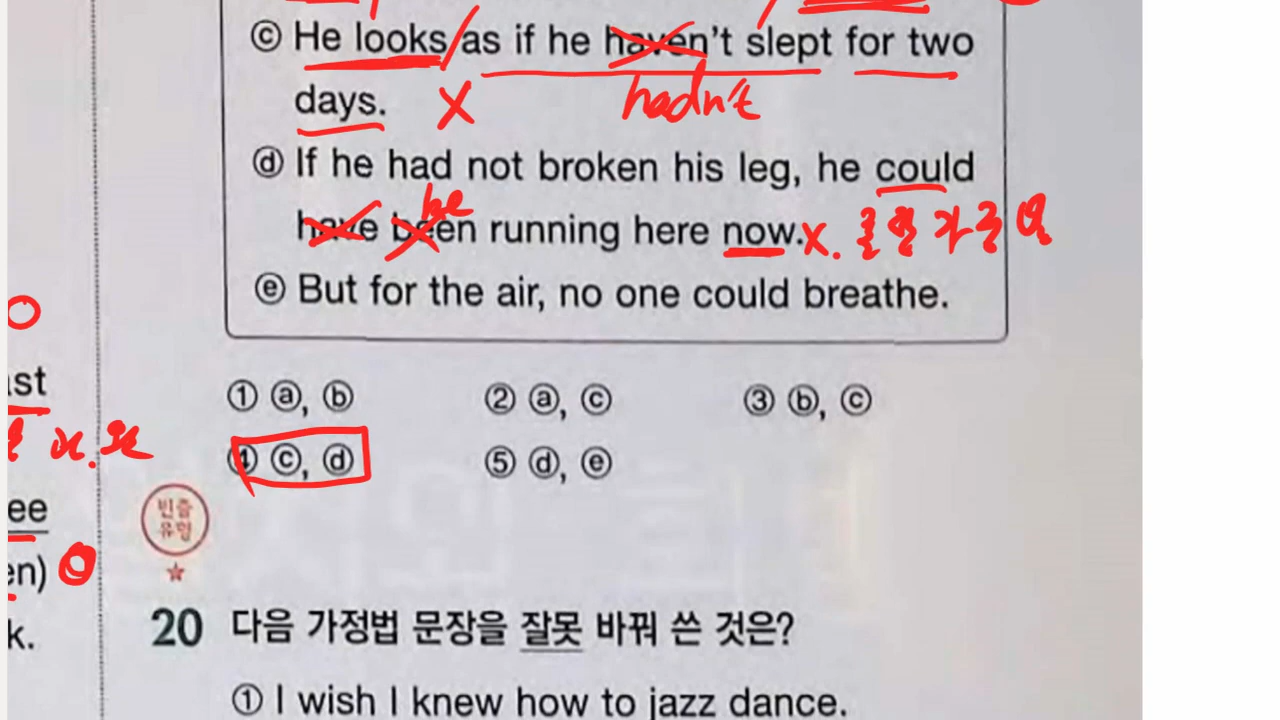 ⓒ He looks as if he haven't slept for two
hadn't
days. X
ⓓ If he had not broken his leg, he could
be
have been running here now. X.
ⓔ But for the air, no one could breathe.
① ⓐ, ⓑ ② ⓐ, ⓒ ③ ⓑ, ⓒ
④ ⓒ, ⓓ ⑤ ⓓ, ⓔ
st
ee
en)
k.
빈출
유형
20 다음 가정법 문장을 잘못 바꿔 쓴 것은?
① I wish I knew how to jazz dance.